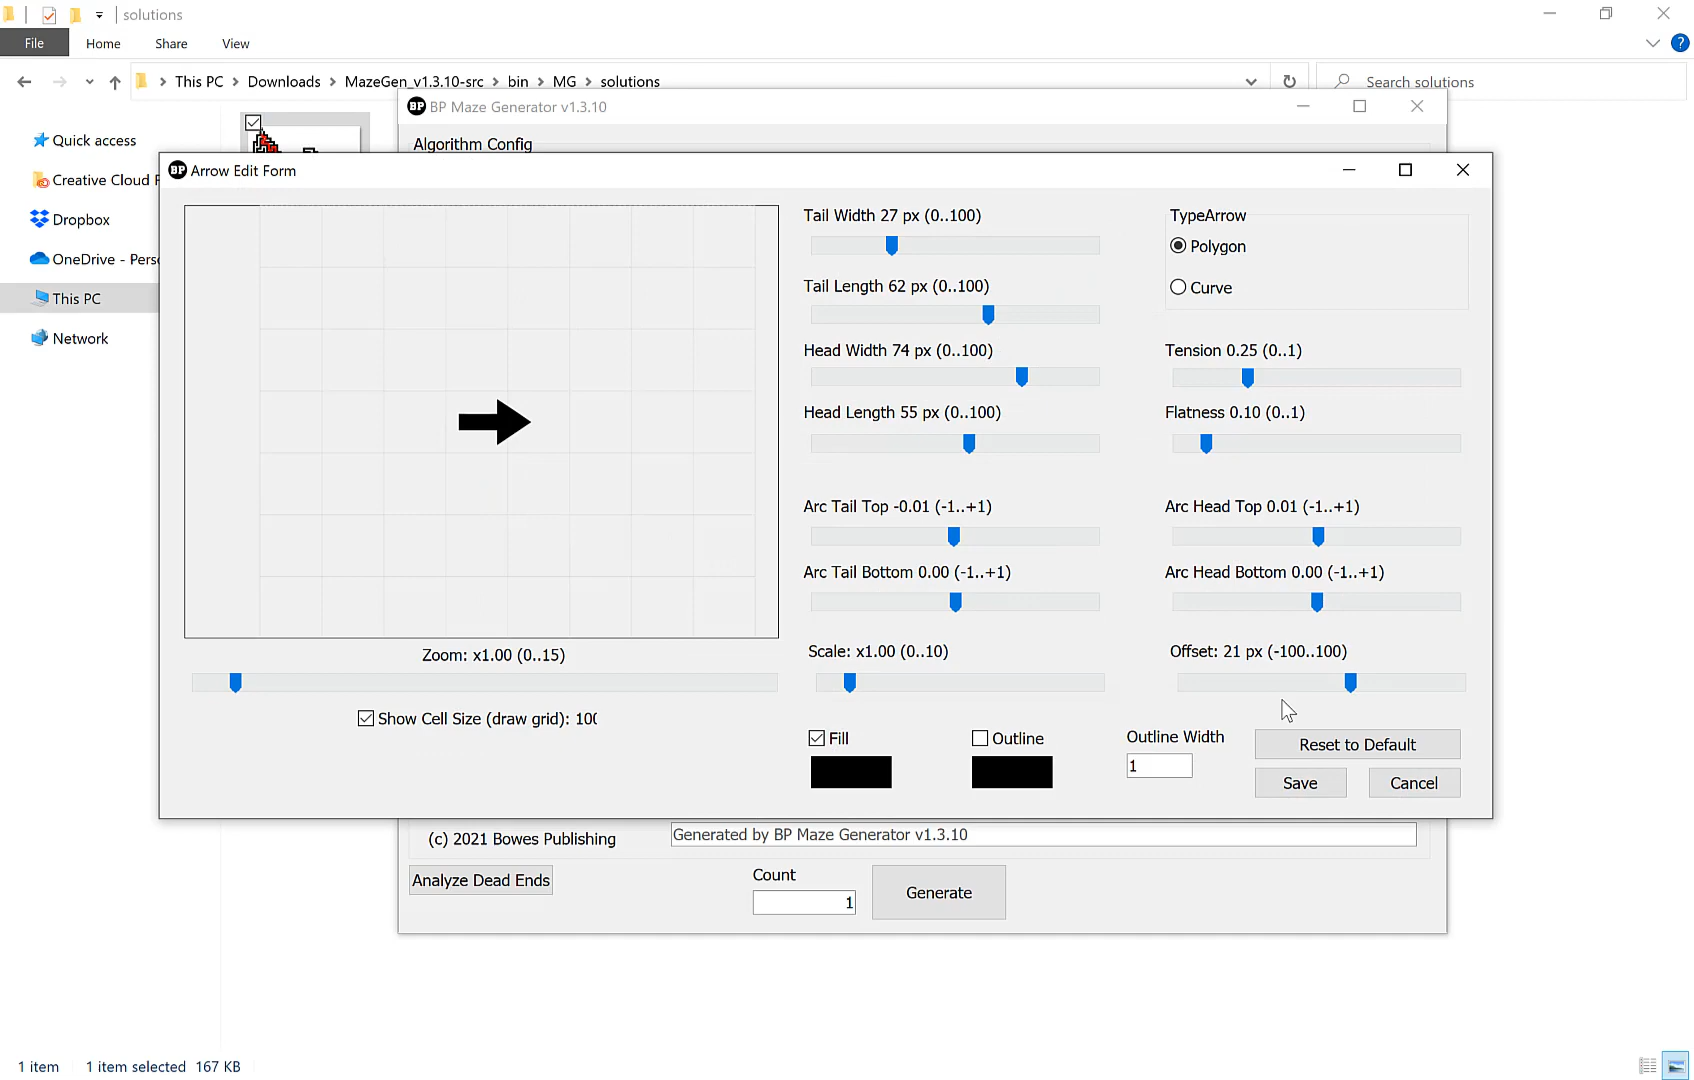 solutions
File Home Share View
This PC Downloads MazeGen_v1.3.10-src bin MG solutions
Search solutions
BP BP Maze Generator v1.3.10
Quick access
Algorithm Config
BP Arrow Edit Form
Creative Cloud F
Dropbox
OneDrive - Perso
This PC
Network
Tail Width 27 px (0..100)
TypeArrow
Polygon
Tail Length 62 px (0..100)
Curve
Head Width 74 px (0..100)
Tension 0.25 (0..1)
Head Length 55 px (0..100)
Flatness 0.10 (0..1)
Arc Tail Top -0.01 (-1..+1)
Arc Head Top 0.01 (-1..+1)
Arc Tail Bottom 0.00 (-1..+1)
Arc Head Bottom 0.00 (-1..+1)
Zoom: x1.00 (0..15)
Scale: x1.00 (0..10)
Offset: 21 px (-100..100)
Show Cell Size (draw grid): 100
Fill
Outline
Outline Width
1
Reset to Default
Save
Cancel
(c) 2021 Bowes Publishing
Generated by BP Maze Generator v1.3.10
Analyze Dead Ends
Count
1
Generate
1 item 1 item selected 167 KB